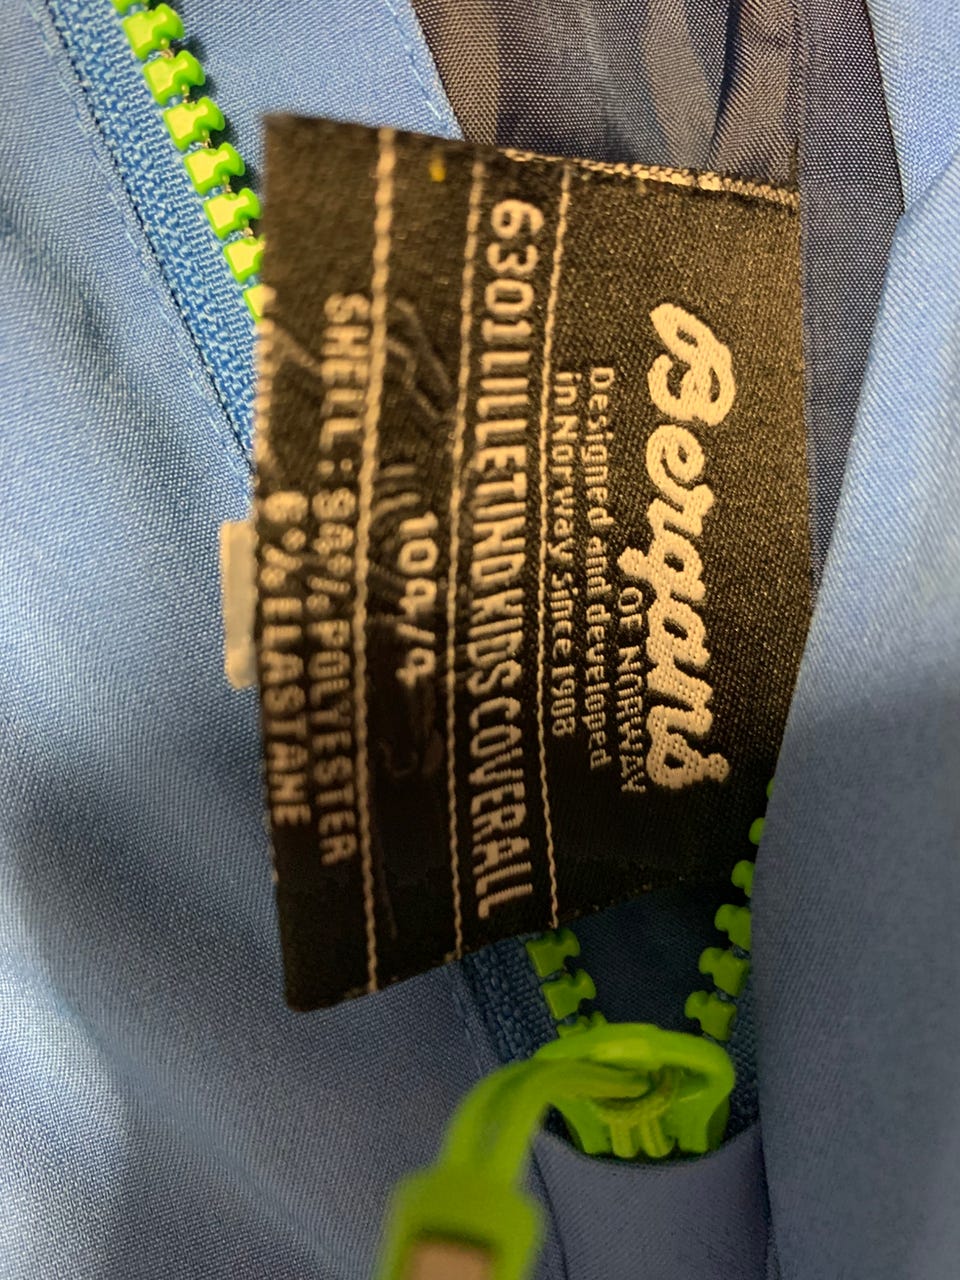 Bergans
OF NORWAY
Designed and developed
in Norway since 1908
6301 LILLETIND KIDS COVERALL
104/4
SHELL: 94% POLYESTER
6% ELASTANE